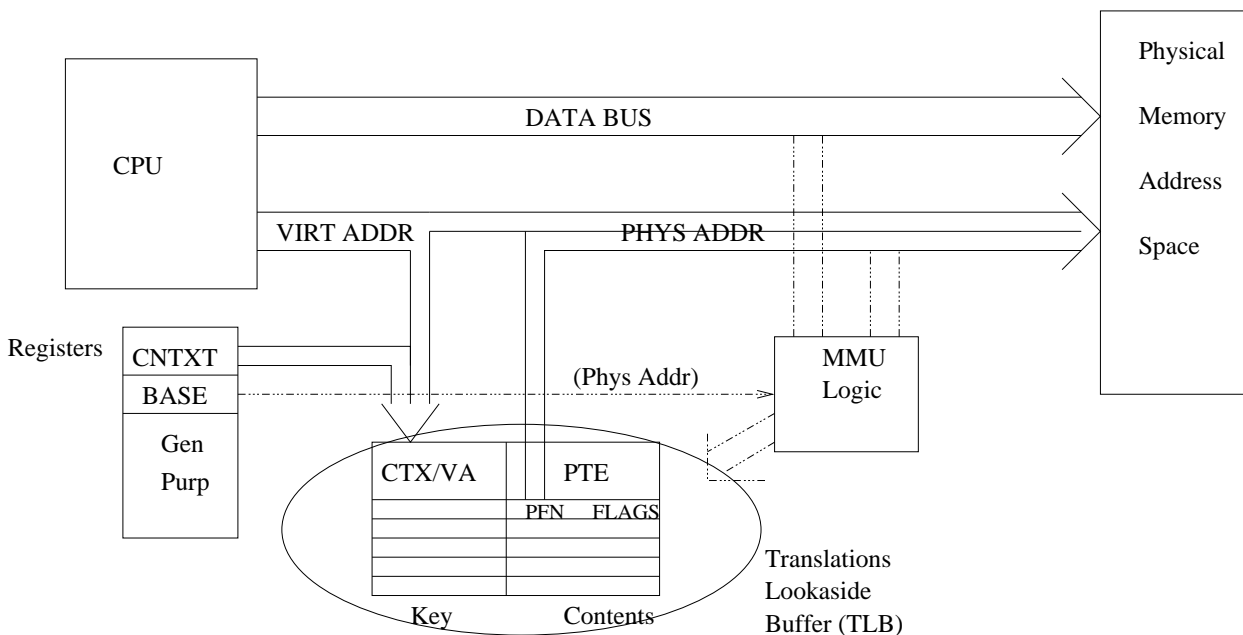 Physical
Memory
Address
Space
DATA BUS
CPU
VIRT ADDR
PHYS ADDR
Registers
CNTXT
BASE
Gen
Purp
(Phys Addr)
MMU
Logic
CTX/VA
PTE
PFN
FLAGS
Key
Contents
Translations
Lookaside
Buffer (TLB)